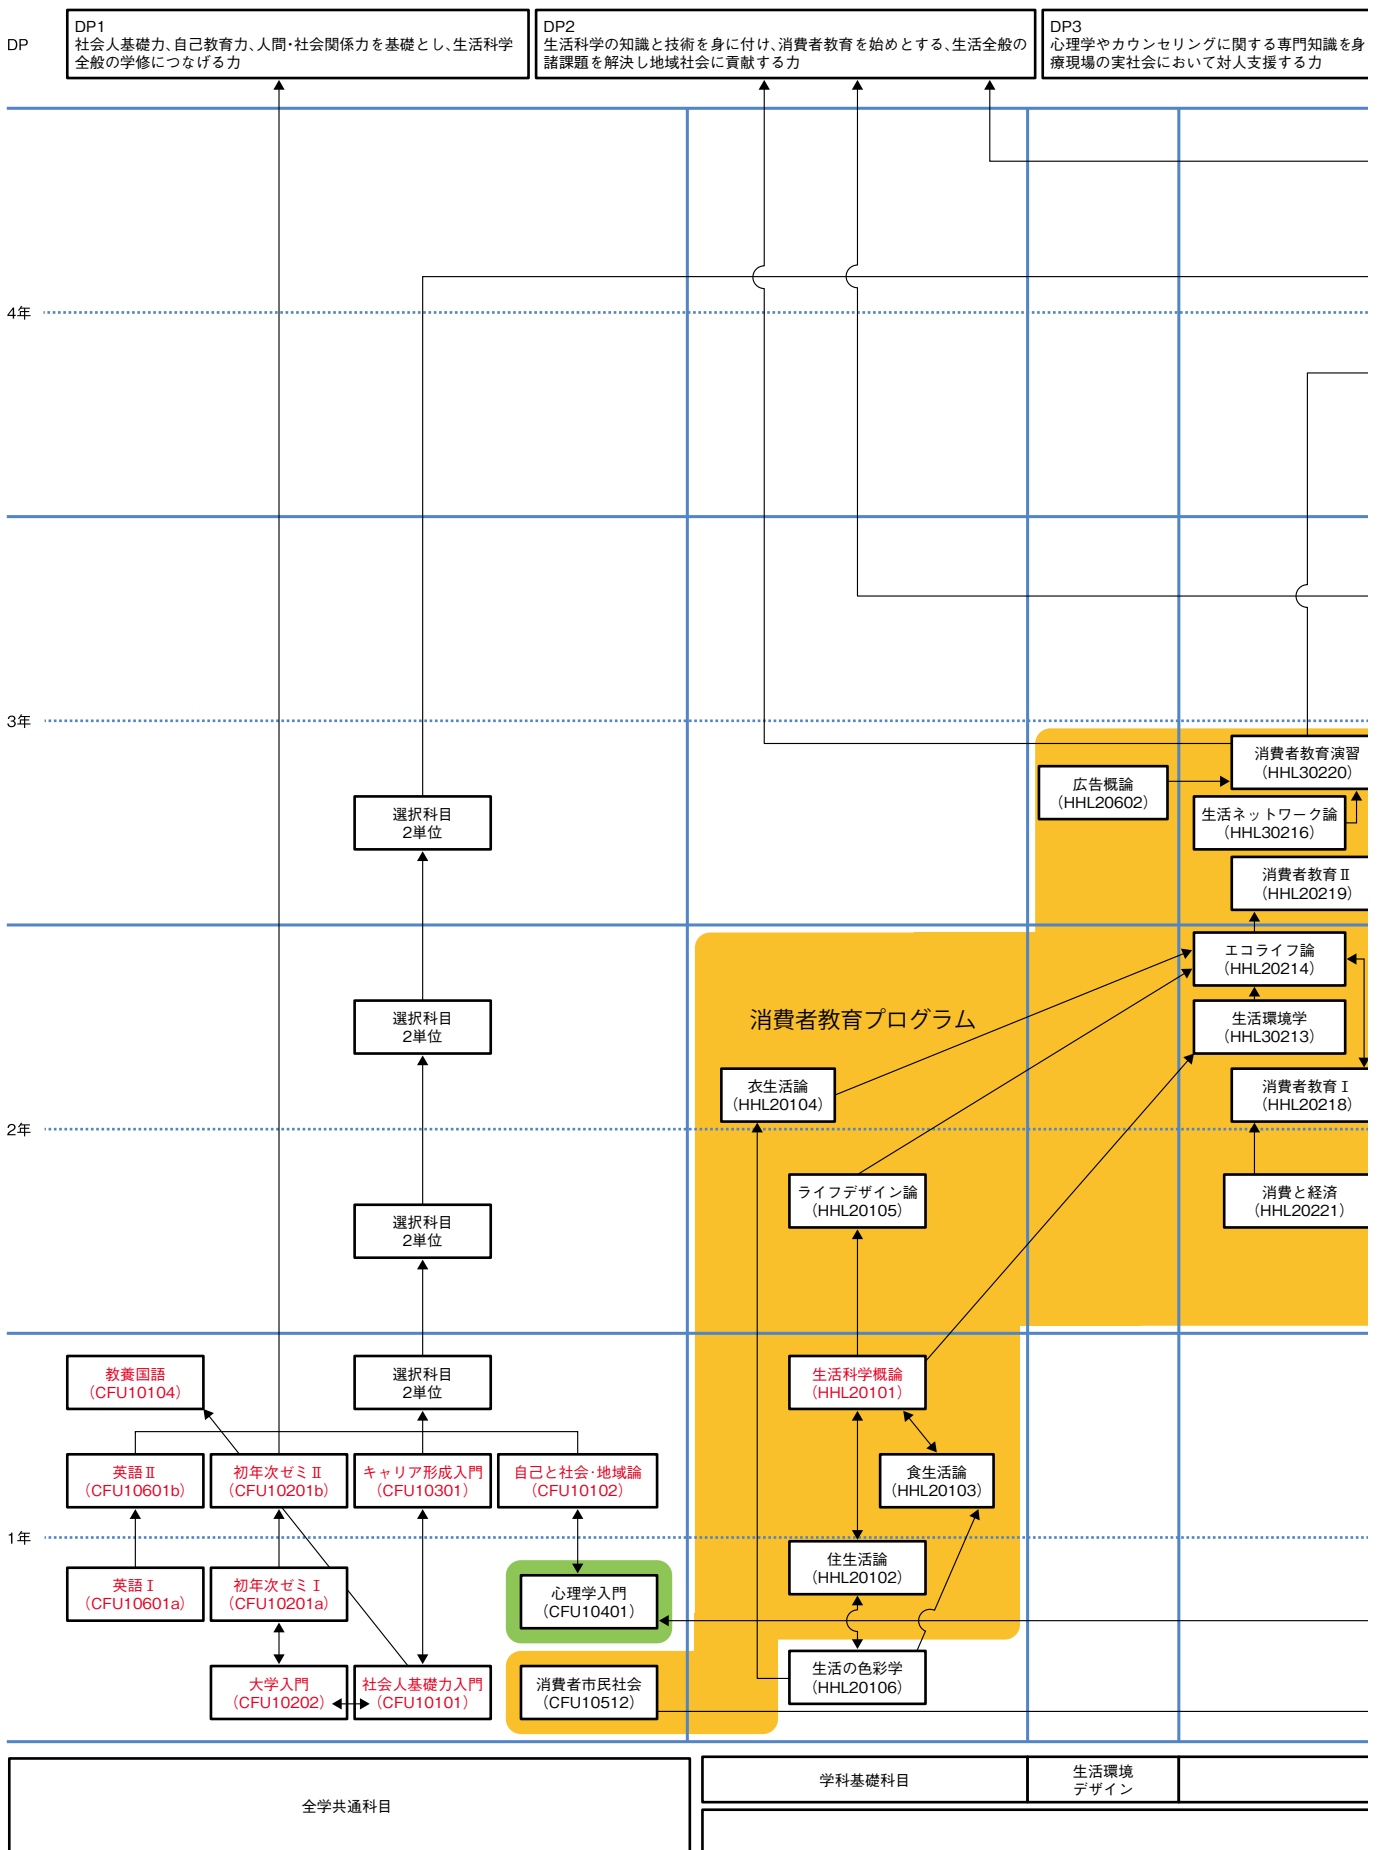 DP
DP1
社会人基礎力、自己教育力、人間・社会関係力を基礎とし、生活科学
全般の学修につなげる力
DP2
生活科学の知識と技術を身に付け、消費者教育を始めとする、生活全般の
諸課題を解決し地域社会に貢献する力
DP3
心理学やカウンセリングに関する専門知識を身
療現場の実社会において対人支援する力
4年
3年
消費者教育演習
(HHL30220)
広告概論
(HHL20602)
選択科目
2単位
生活ネットワーク論
(HHL30216)
消費者教育Ⅱ
(HHL20219)
エコライフ論
(HHL20214)
選択科目
2単位
消費者教育プログラム
生活環境学
(HHL30213)
衣生活論
(HHL20104)
消費者教育Ⅰ
(HHL20218)
2年
ライフデザイン論
(HHL20105)
消費と経済
(HHL20221)
選択科目
2単位
教養国語
(CFU10104)
選択科目
2単位
生活科学概論
(HHL20101)
英語Ⅱ
(CFU10601b)
初年次ゼミⅡ
(CFU10201b)
キャリア形成入門
(CFU10301)
自己と社会・地域論
(CFU10102)
食生活論
(HHL20103)
1年
英語Ⅰ
(CFU10601a)
初年次ゼミⅠ
(CFU10201a)
心理学入門
(CFU10401)
住生活論
(HHL20102)
大学入門
(CFU10202)
社会人基礎力入門
(CFU10101)
消費者市民社会
(CFU10512)
生活の色彩学
(HHL20106)
全学共通科目
学科基礎科目
生活環境
デザイン